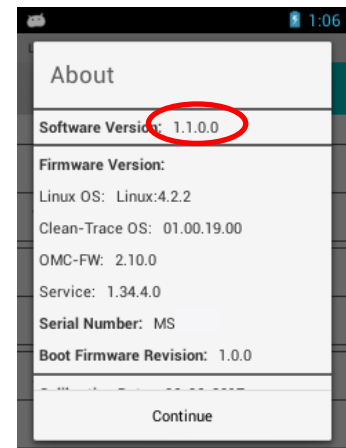 1:06
About
Software Version: 1.1.0.0
Firmware Version:
Linux OS: Linux:4.2.2
Clean-Trace OS: 01.00.19.00
OMC-FW: 2.10.0
Service: 1.34.4.0
Serial Number: MS
Boot Firmware Revision: 1.0.0
Continue